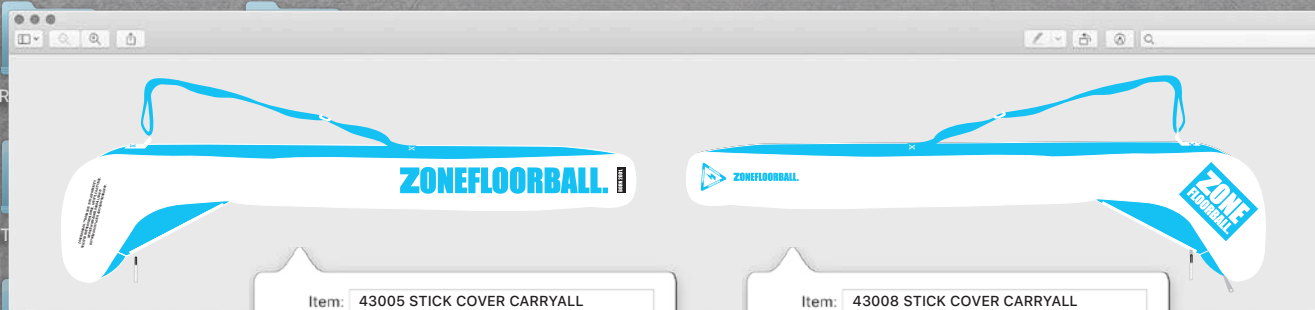 ZONEFLOORBALL.
ZONEFLOORBALL.
ZONE
FLOORBALL
Item: 43005 STICK COVER CARRYALL
Item: 43008 STICK COVER CARRYALL